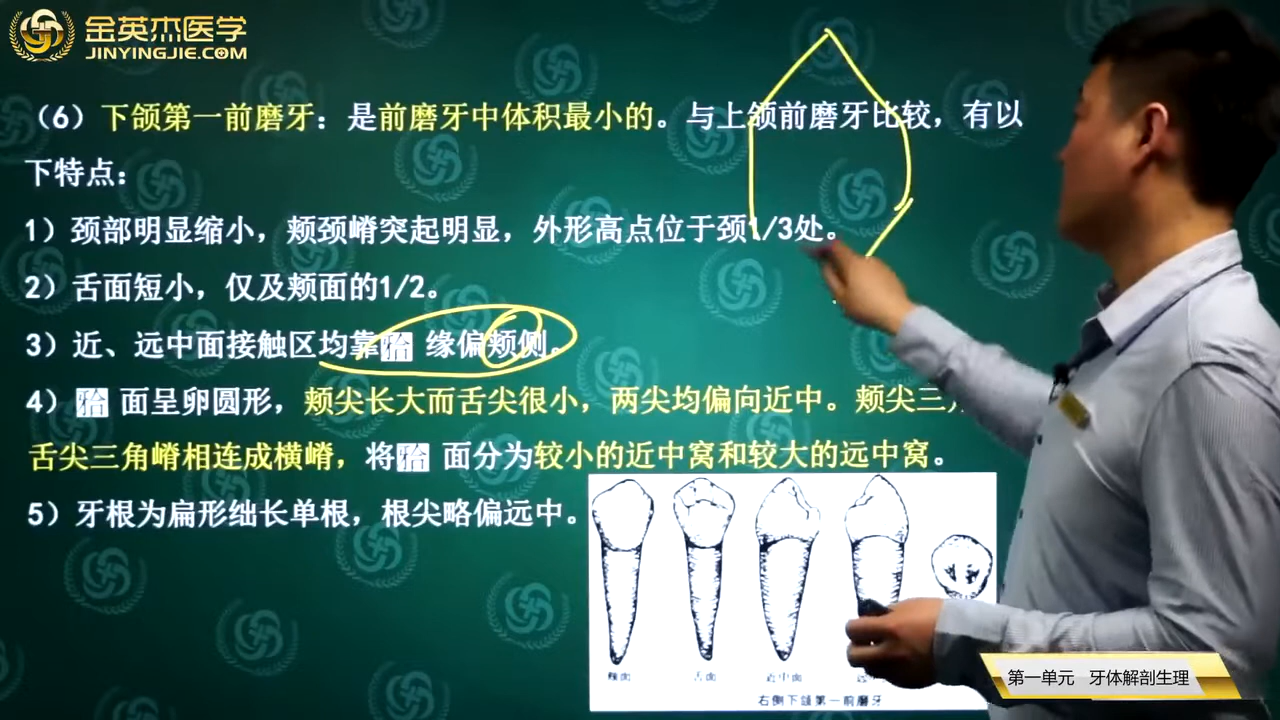 金英杰医学
JINYINGJIE.COM
（6）下颌第一前磨牙：是前磨牙中体积最小的。与上颌前磨牙比较，有以
下特点：
1）颈部明显缩小，颊颈嵴突起明显，外形高点位于颈1/3处。
2）舌面短小，仅及颊面的1/2。
3）近、远中面接触区均靠𬌗 缘偏颊侧。
4）𬌗 面呈卵圆形，颊尖长大而舌尖很小，两尖均偏向近中。颊尖三
舌尖三角嵴相连成横嵴，将𬌗 面分为较小的近中窝和较大的远中窝。
5）牙根为扁形绌长单根，根尖略偏远中。
颊面 舌面 近中面 远
右侧下颌第一前磨牙
第一单元 牙体解剖生理